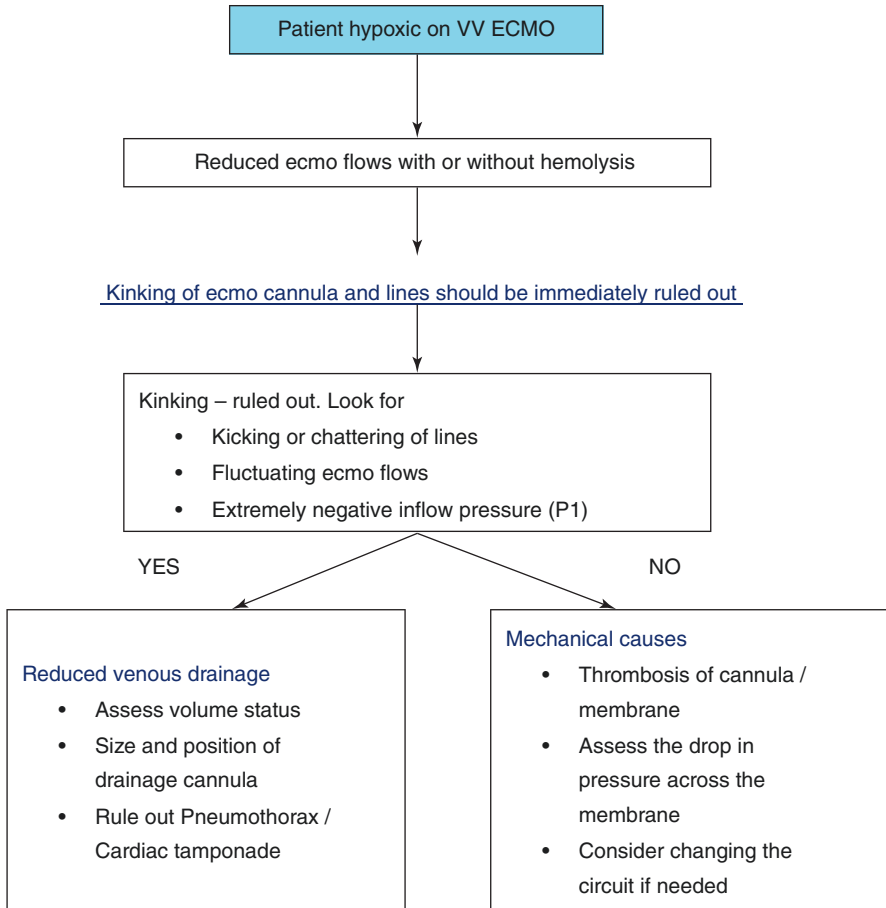 Patient hypoxic on VV ECMO
Reduced ecmo flows with or without hemolysis
Kinking of ecmo cannula and lines should be immediately ruled out
Kinking – ruled out. Look for
• Kicking or chattering of lines
• Fluctuating ecmo flows
• Extremely negative inflow pressure (P1)
YES
NO
Reduced venous drainage
• Assess volume status
• Size and position of
drainage cannula
• Rule out Pneumothorax /
Cardiac tamponade
Mechanical causes
• Thrombosis of cannula /
membrane
• Assess the drop in
pressure across the
membrane
• Consider changing the
circuit if needed